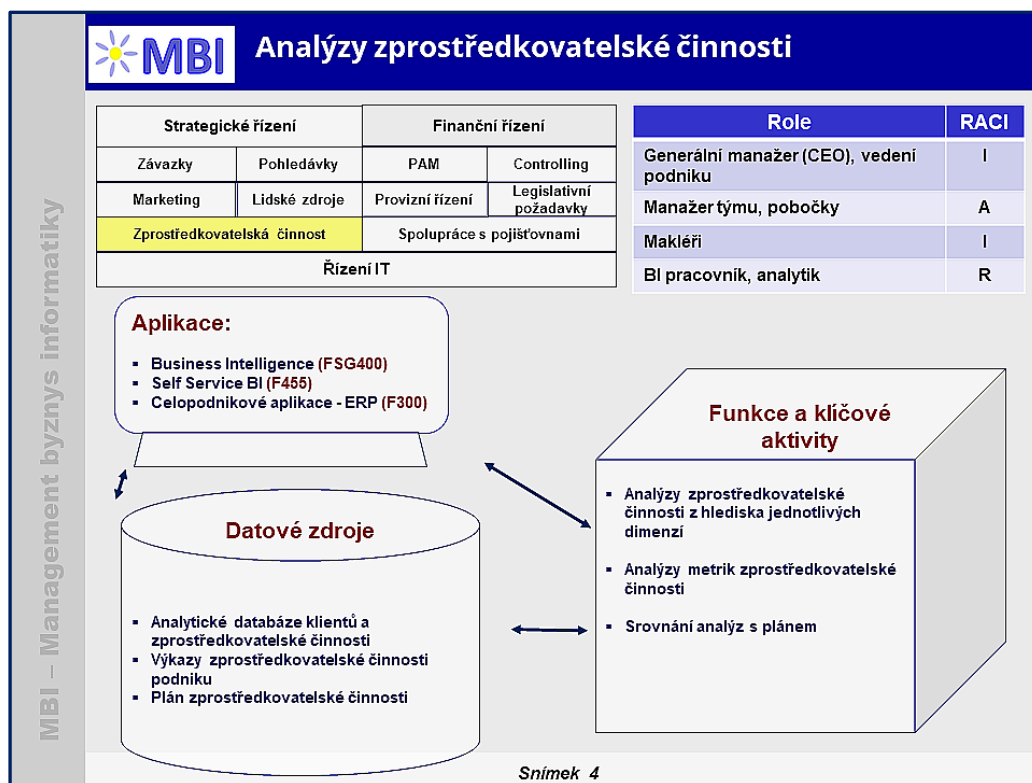 MBI
Analýzy zprostředkovatelské činnosti
MBI – Management byznys informatiky
Strategické řízení
Finanční řízení
Závazky
Pohledávky
PAM
Controlling
Marketing
Lidské zdroje
Provizní řízení
Legislativní
požadavky
Zprostředkovatelská činnost
Spolupráce s pojišťovnami
Řízení IT
Role
RACI
Generální manažer (CEO), vedení
podniku
I
Manažer týmu, pobočky
A
Makléři
I
BI pracovník, analytik
R
Aplikace:
▪ Business Intelligence (FSG400)
▪ Self Service BI (F455)
▪ Celopodnikové aplikace - ERP (F300)
Datové zdroje
▪ Analytické databáze klientů a
zprostředkovatelské činnosti
▪ Výkazy zprostředkovatelské činnosti
podniku
▪ Plán zprostředkovatelské činnosti
Funkce a klíčové
aktivity
▪ Analýzy zprostředkovatelské
činnosti z hlediska jednotlivých
dimenzí
▪ Analýzy metrik zprostředkovatelské
činnosti
▪ Srovnání analýz s plánem
Snímek 4